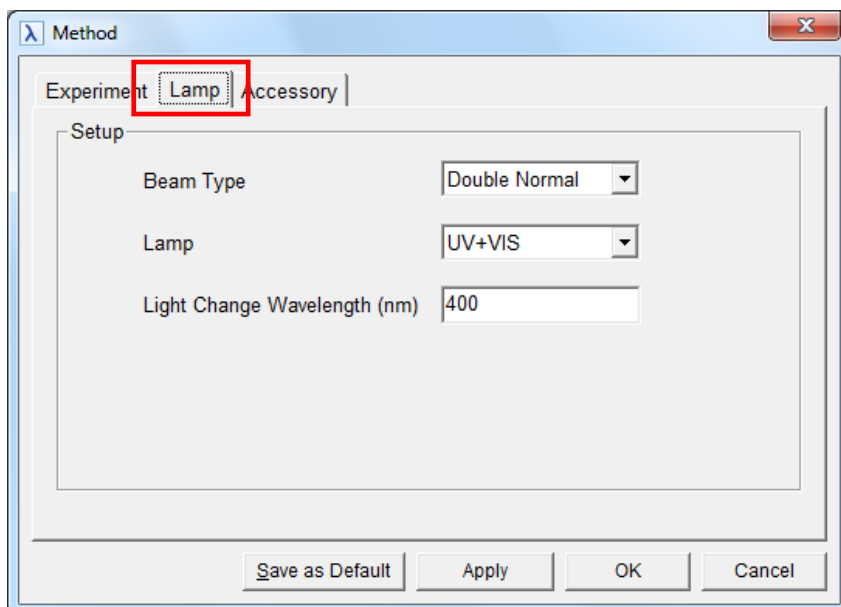 λ Method
Experiment Lamp Accessory
Setup
Beam Type Double Normal
Lamp UV+VIS
Light Change Wavelength (nm) 400
Save as Default Apply OK Cancel